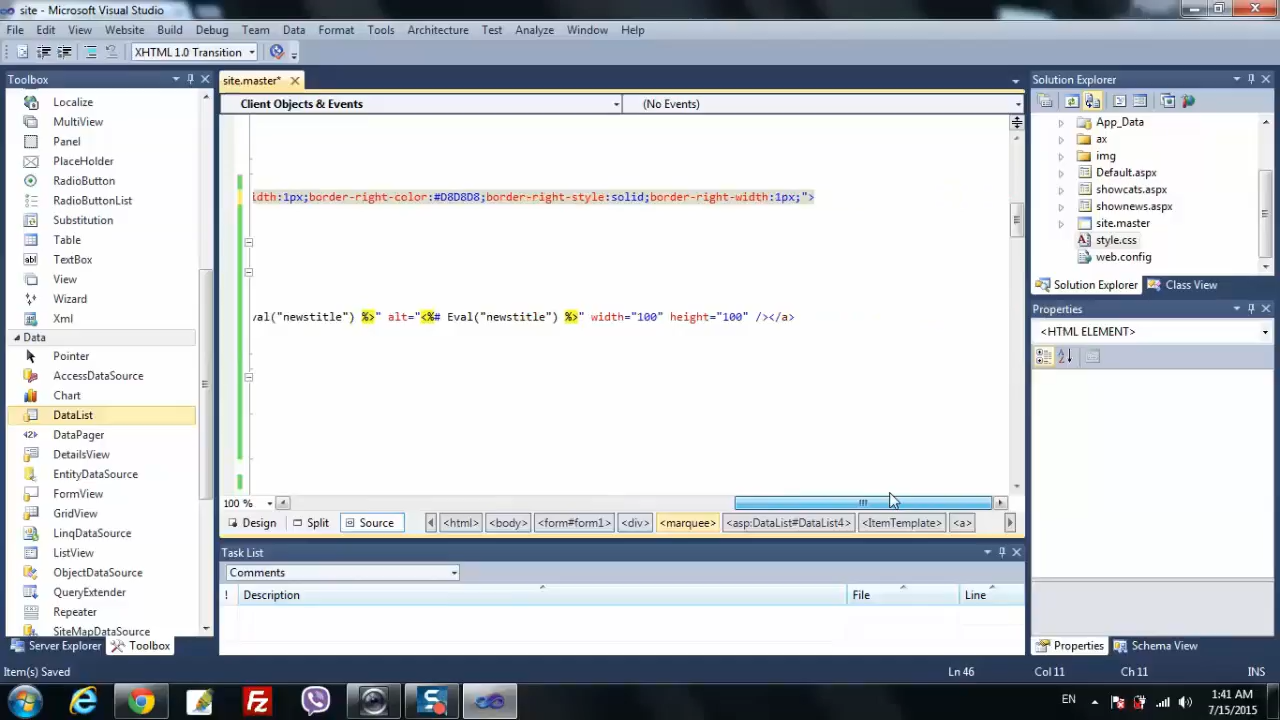 site - Microsoft Visual Studio
File Edit View Website Build Debug Team Data Format Tools Architecture Test Analyze Window Help
XHTML 1.0 Transition
Toolbox
Localize
MultiView
Panel
PlaceHolder
RadioButton
RadioButtonList
Substitution
Table
TextBox
View
Wizard
Xml
Data
Pointer
AccessDataSource
Chart
DataList
DataPager
DetailsView
EntityDataSource
FormView
GridView
LinqDataSource
ListView
ObjectDataSource
QueryExtender
Repeater
SiteMapDataSource
Server Explorer Toolbox
site.master*
Client Objects & Events (No Events)
idth:1px;border-right-color:#D8D8D8;border-right-style:solid;border-right-width:1px;">
val("newstitle") %>" alt="<%# Eval("newstitle") %>" width="100" height="100" /></a>
100 %
Design Split Source <html> <body> <form#form1> <div> <marquee> <asp:DataList#DataList4> <ItemTemplate> <a>
Task List
Comments
! Description File Line
Solution Explorer
App_Data
ax
img
Default.aspx
showcats.aspx
shownews.aspx
site.master
style.css
web.config
Solution Explorer Class View
Properties
<HTML ELEMENT>
Properties Schema View
Item(s) Saved Ln 46 Col 11 Ch 11 INS
EN 1:41 AM
7/15/2015